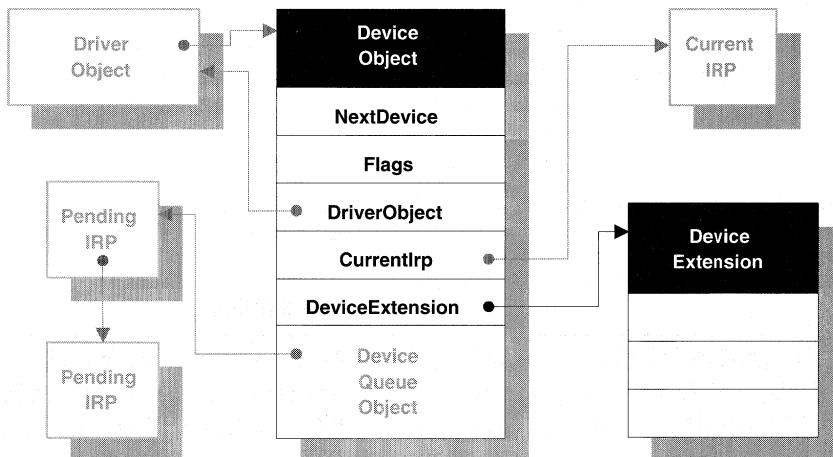 Driver
Object
Device
Object
Current
IRP
NextDevice
Flags
DriverObject
CurrentIrp
DeviceExtension
Device
Queue
Object
Pending
IRP
Pending
IRP
Device
Extension